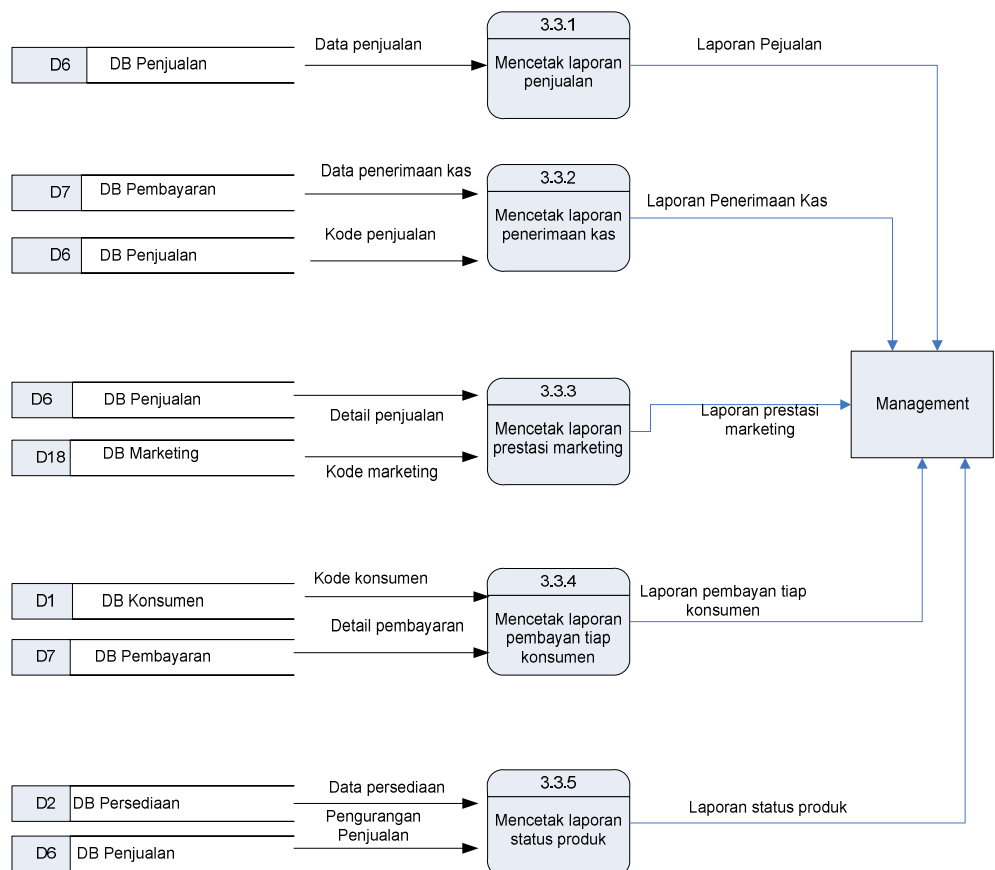 3.3.1
Data penjualan
Laporan Pejualan
D6
DB Penjualan
Mencetak laporan
penjualan
Data penerimaan kas
3.3.2
D7
DB Pembayaran
Laporan Penerimaan Kas
Mencetak laporan
penerimaan kas
Kode penjualan
D6
DB Penjualan
3.3.3
D6
DB Penjualan
Detail penjualan
Mencetak laporan
prestasi marketing
Laporan prestasi
marketing
Management
D18
DB Marketing
Kode marketing
Kode konsumen
3.3.4
D1
DB Konsumen
Laporan pembayan tiap
konsumen
Detail pembayaran
Mencetak laporan
pembayan tiap
konsumen
D7
DB Pembayaran
Data persediaan
3.3.5
D2
DB Persediaan
Laporan status produk
Pengurangan
Penjualan
Mencetak laporan
status produk
D6
DB Penjualan